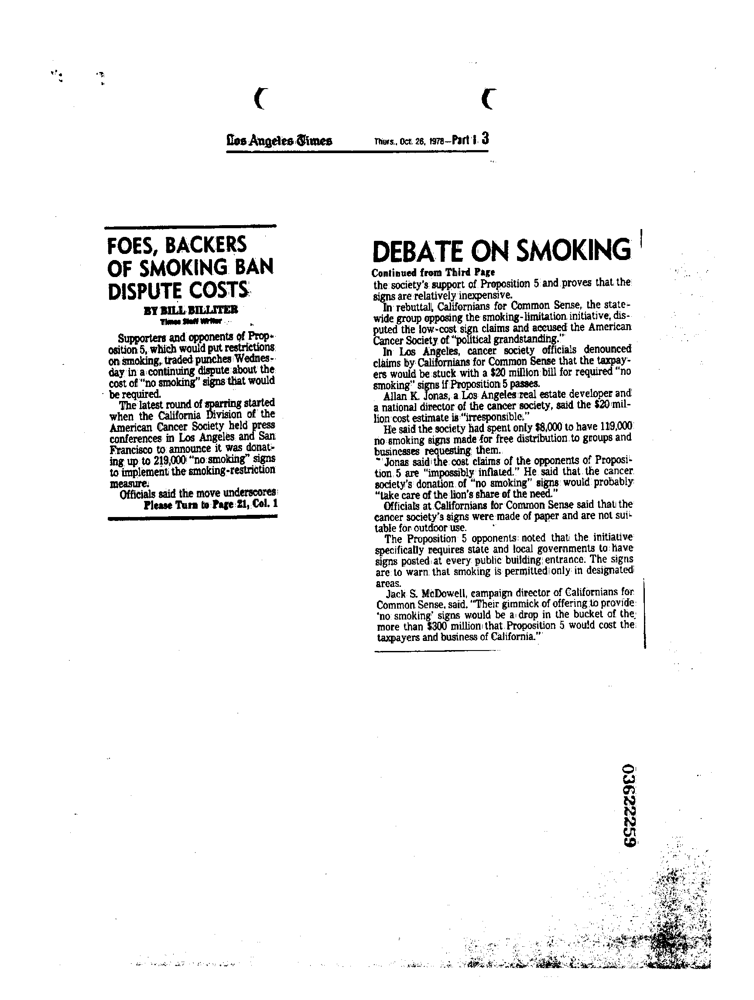 Los Angeles Times
Thurs., Oct. 26, 1978—Part I 3
FOES, BACKERS
OF SMOKING BAN
DISPUTE COSTS
BY BILL BILLITER
Times Staff Writer
Supporters and opponents of Prop-
osition 5, which would put restrictions
on smoking, traded punches Wednes-
day in a continuing dispute about the
cost of "no smoking" signs that would
be required.
The latest round of sparring started
when the California Division of the
American Cancer Society held press
conferences in Los Angeles and San
Francisco to announce it was donat-
ing up to 219,000 "no smoking" signs
to implement the smoking-restriction
measure.
Officials said the move underscores
Please Turn to Page 21, Col. 1
DEBATE ON SMOKING
Continued from Third Page
the society's support of Proposition 5 and proves that the
signs are relatively inexpensive.
In rebuttal, Californians for Common Sense, the state-
wide group opposing the smoking-limitation initiative, dis-
puted the low-cost sign claims and accused the American
Cancer Society of "political grandstanding."
In Los Angeles, cancer society officials denounced
claims by Californians for Common Sense that the taxpay-
ers would be stuck with a $20 million bill for required "no
smoking" signs if Proposition 5 passes.
Allan K. Jonas, a Los Angeles real estate developer and
a national director of the cancer society, said the $20 mil-
lion cost estimate is "irresponsible."
He said the society had spent only $8,000 to have 119,000
no smoking signs made for free distribution to groups and
businesses requesting them.
Jonas said the cost claims of the opponents of Proposi-
tion 5 are "impossibly inflated." He said that the cancer
society's donation of "no smoking" signs would probably
"take care of the lion's share of the need."
Officials at Californians for Common Sense said that the
cancer society's signs were made of paper and are not sui-
table for outdoor use.
The Proposition 5 opponents noted that the initiative
specifically requires state and local governments to have
signs posted at every public building entrance. The signs
are to warn that smoking is permitted only in designated
areas.
Jack S. McDowell, campaign director of Californians for
Common Sense, said, "Their gimmick of offering to provide
'no smoking' signs would be a drop in the bucket of the
more than $300 million that Proposition 5 would cost the
taxpayers and business of California."
03622259